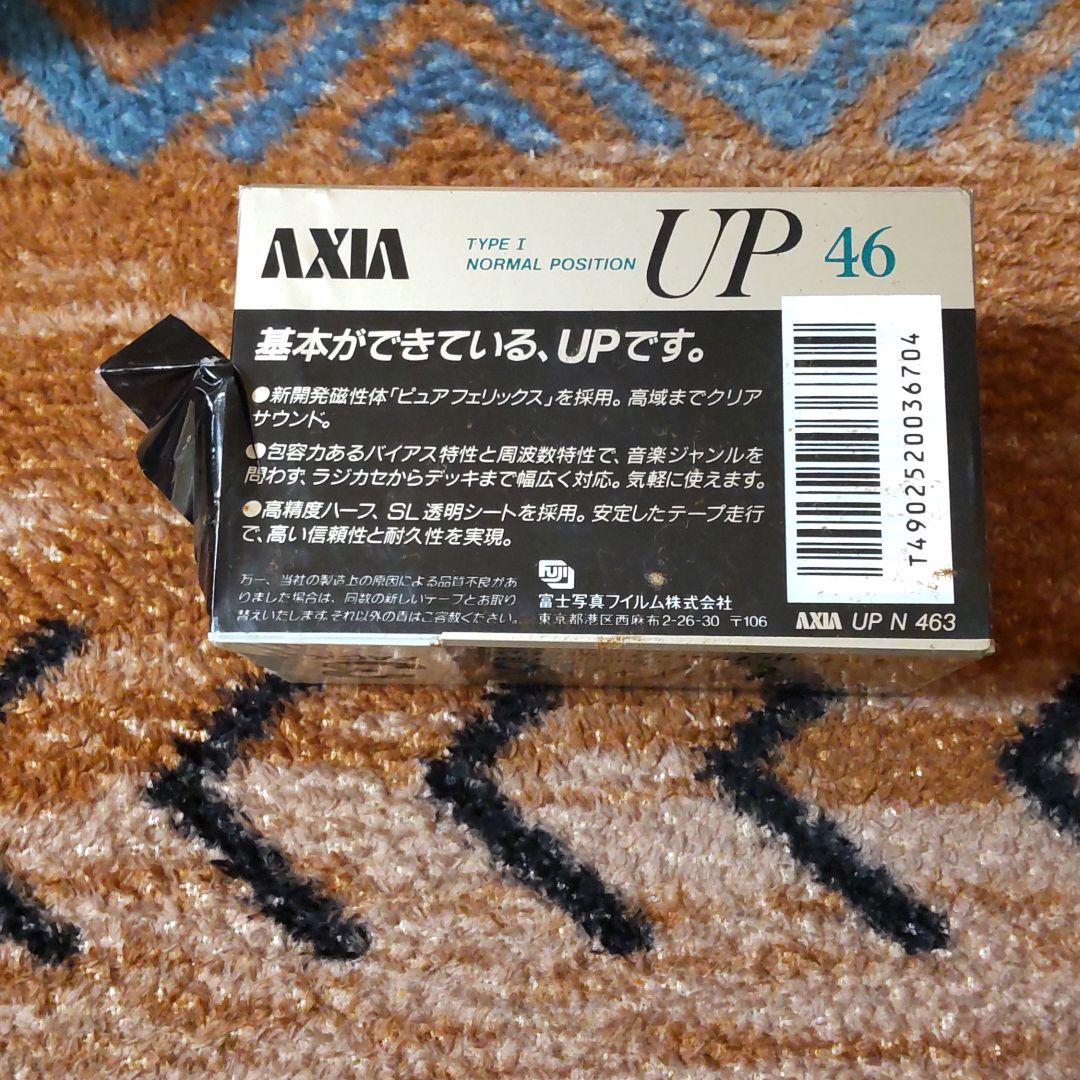 AXIA
TYPE I
NORMAL POSITION
UP 46
基本ができている、UPです。
●新開発磁性体「ピュアフェリックス」を採用。高域までクリア
サウンド。
●包容力あるバイアス特性と周波数特性で、音楽ジャンルを
問わず、ラジカセからデッキまで幅広く対応。気軽に使えます。
●高精度ハーフ、SL透明シートを採用。安定したテープ走行
で、高い信頼性と耐久性を実現。
万一、当社の製造上の原因による品質不良があ
りました場合は、同数の新しいテープとお取り
替えいたします。それ以外の責はご容赦ください。
FUJI
富士写真フイルム株式会社
東京都港区西麻布2-26-30 〒106
T4902520036704
AXIA UP N 463